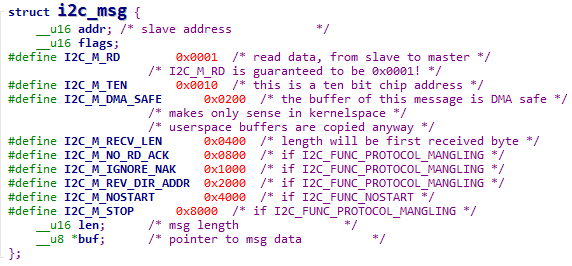 struct i2c_msg {
__u16 addr; /* slave address */
__u16 flags;
#define I2C_M_RD 0x0001 /* read data, from slave to master */
/* I2C_M_RD is guaranteed to be 0x0001! */
#define I2C_M_TEN 0x0010 /* this is a ten bit chip address */
#define I2C_M_DMA_SAFE 0x0200 /* the buffer of this message is DMA safe */
/* makes only sense in kernelspace */
/* userspace buffers are copied anyway */
#define I2C_M_RECV_LEN 0x0400 /* length will be first received byte */
#define I2C_M_NO_RD_ACK 0x0800 /* if I2C_FUNC_PROTOCOL_MANGLING */
#define I2C_M_IGNORE_NAK 0x1000 /* if I2C_FUNC_PROTOCOL_MANGLING */
#define I2C_M_REV_DIR_ADDR 0x2000 /* if I2C_FUNC_PROTOCOL_MANGLING */
#define I2C_M_NOSTART 0x4000 /* if I2C_FUNC_NOSTART */
#define I2C_M_STOP 0x8000 /* if I2C_FUNC_PROTOCOL_MANGLING */
__u16 len; /* msg length */
__u8 *buf; /* pointer to msg data */
};